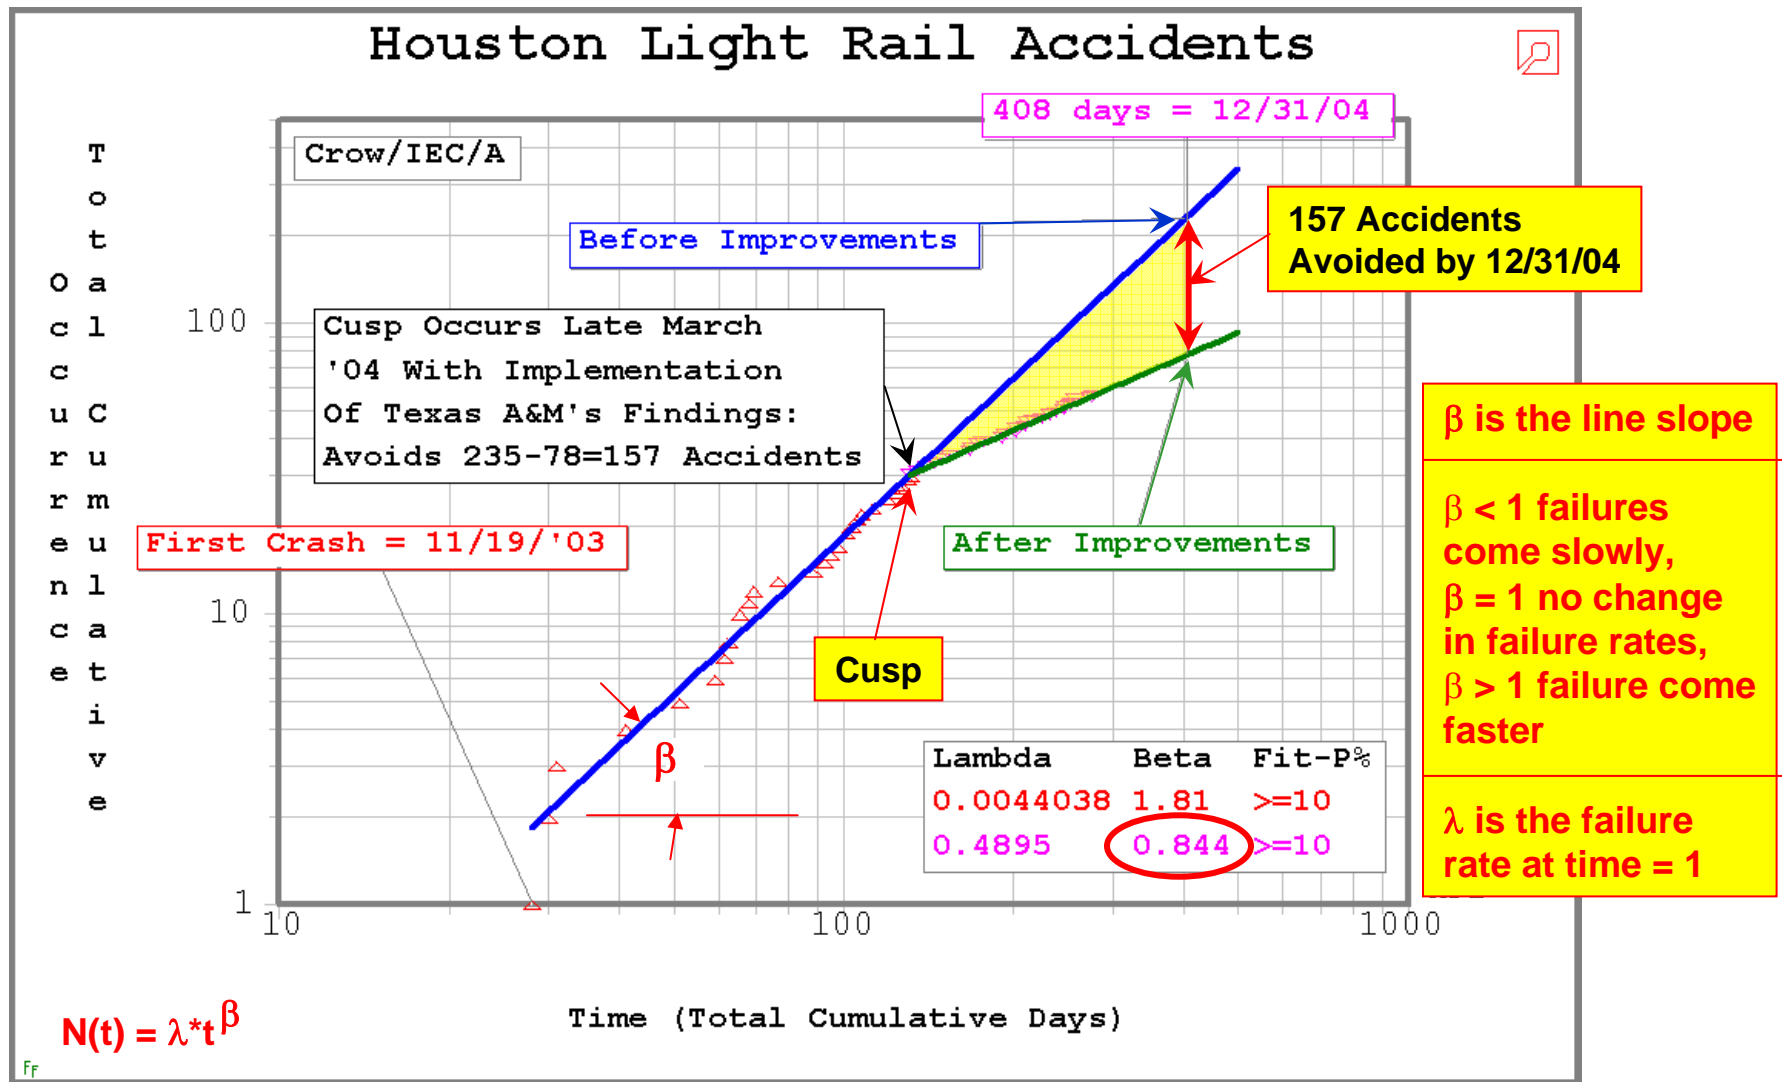 Houston Light Rail Accidents
408 days = 12/31/04
Crow/IEC/A
Before Improvements
157 Accidents
Avoided by 12/31/04
Total Cumulative
Occurrence
Cusp Occurs Late March
'04 With Implementation
Of Texas A&M's Findings:
Avoids 235-78=157 Accidents
First Crash = 11/19/'03
After Improvements
Cusp
β
100
10
1
10
100
1000
Lambda Beta Fit-P%
0.0044038 1.81 >=10
0.4895 0.844 >=10
β is the line slope
β < 1 failures
come slowly,
β = 1 no change
in failure rates,
β > 1 failure come
faster
λ is the failure
rate at time = 1
Time (Total Cumulative Days)
N(t) = λ*t^β
FF